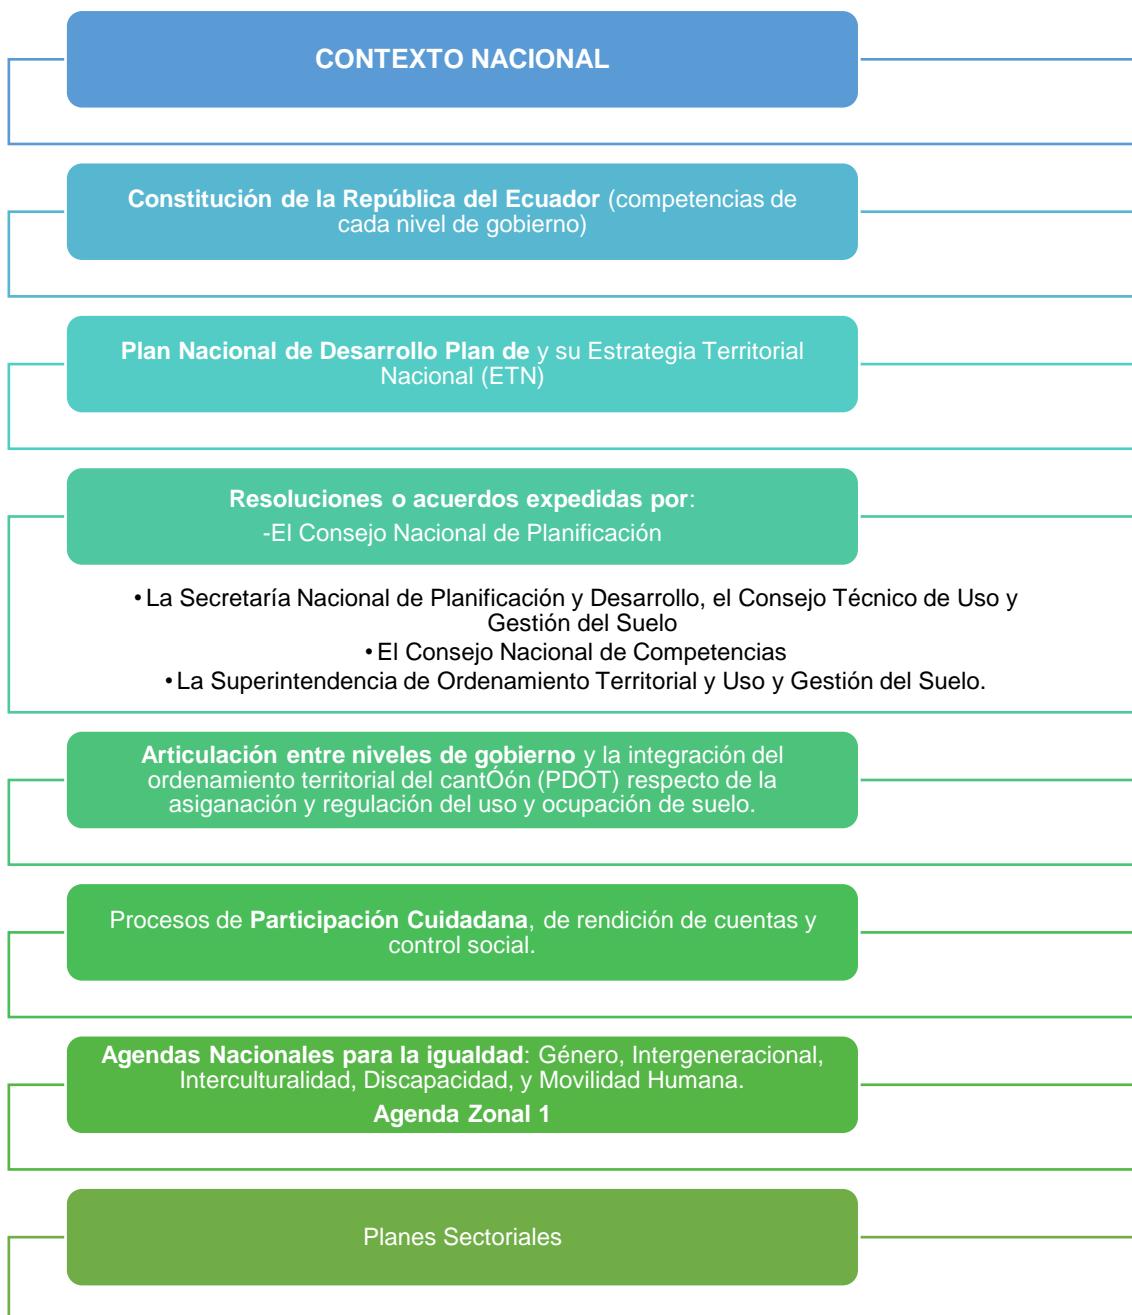 CONTEXTO NACIONAL
Constitución de la República del Ecuador (competencias de
cada nivel de gobierno)
Plan Nacional de Desarrollo Plan de y su Estrategia Territorial
Nacional (ETN)
Resoluciones o acuerdos expedidas por:
-El Consejo Nacional de Planificación
• La Secretaría Nacional de Planificación y Desarrollo, el Consejo Técnico de Uso y
Gestión del Suelo
• El Consejo Nacional de Competencias
• La Superintendencia de Ordenamiento Territorial y Uso y Gestión del Suelo.
Articulación entre niveles de gobierno y la integración del
ordenamiento territorial del cantÓón (PDOT) respecto de la
asiganación y regulación del uso y ocupación de suelo.
Procesos de Participación Cuidadana, de rendición de cuentas y
control social.
Agendas Nacionales para la igualdad: Género, Intergeneracional,
Interculturalidad, Discapacidad, y Movilidad Humana.
Agenda Zonal 1
Planes Sectoriales